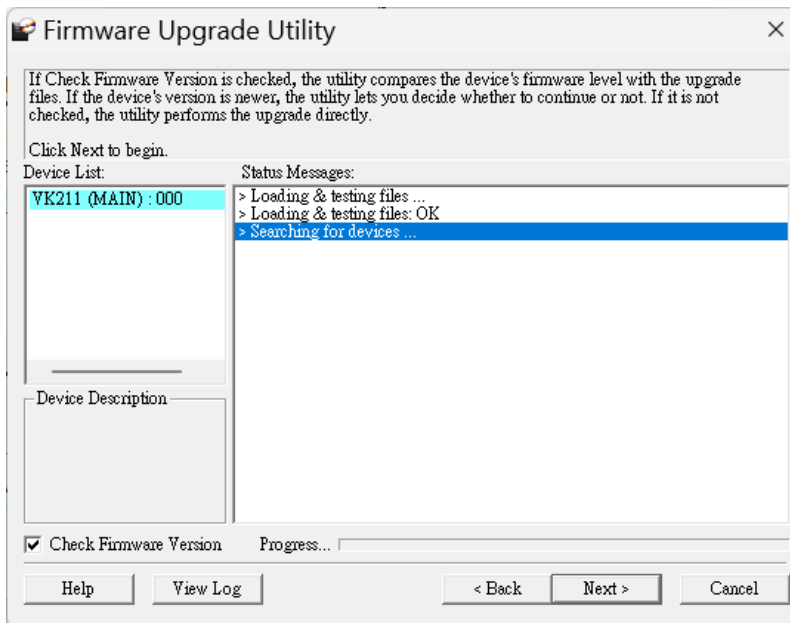 Firmware Upgrade Utility
If Check Firmware Version is checked, the utility compares the device's firmware level with the upgrade
files. If the device's version is newer, the utility lets you decide whether to continue or not. If it is not
checked, the utility performs the upgrade directly.
Click Next to begin.
Device List:
VK211 (MAIN) : 000
Status Messages:
> Loading & testing files ...
> Loading & testing files: OK
> Searching for devices ...
Device Description
Check Firmware Version
Progress...
Help
View Log
< Back
Next >
Cancel